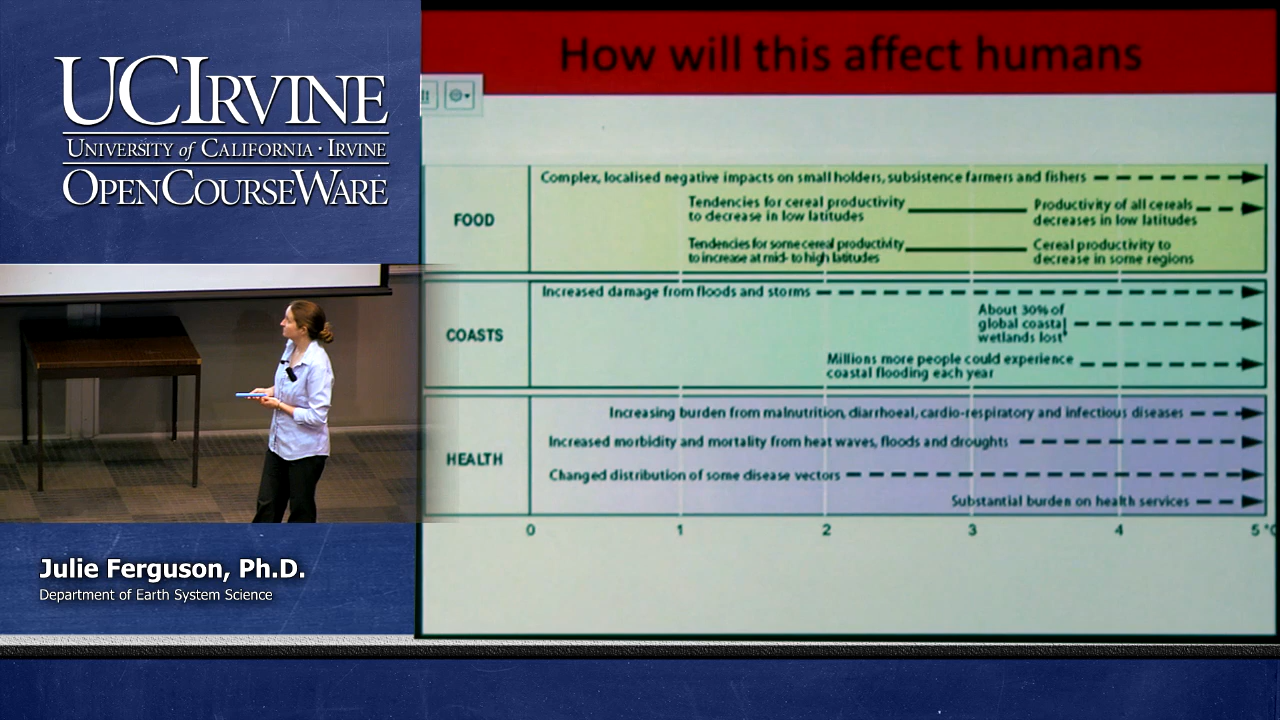 UCIRVINE
UNIVERSITY of CALIFORNIA · IRVINE
OPENCOURSEWARE
Julie Ferguson, Ph.D.
Department of Earth System Science
How will this affect humans
FOOD
Complex, localised negative impacts on small holders, subsistence farmers and fishers
Tendencies for cereal productivity
to decrease in low latitudes
Productivity of all cereals
decreases in low latitudes
Tendencies for some cereal productivity
to increase at mid- to high latitudes
Cereal productivity to
decrease in some regions
COASTS
Increased damage from floods and storms
About 30% of
global coastal
wetlands lost
Millions more people could experience
coastal flooding each year
HEALTH
Increasing burden from malnutrition, diarrhoeal, cardio-respiratory and infectious diseases
Increased morbidity and mortality from heat waves, floods and droughts
Changed distribution of some disease vectors
Substantial burden on health services
0 1 2 3 4 5 °C